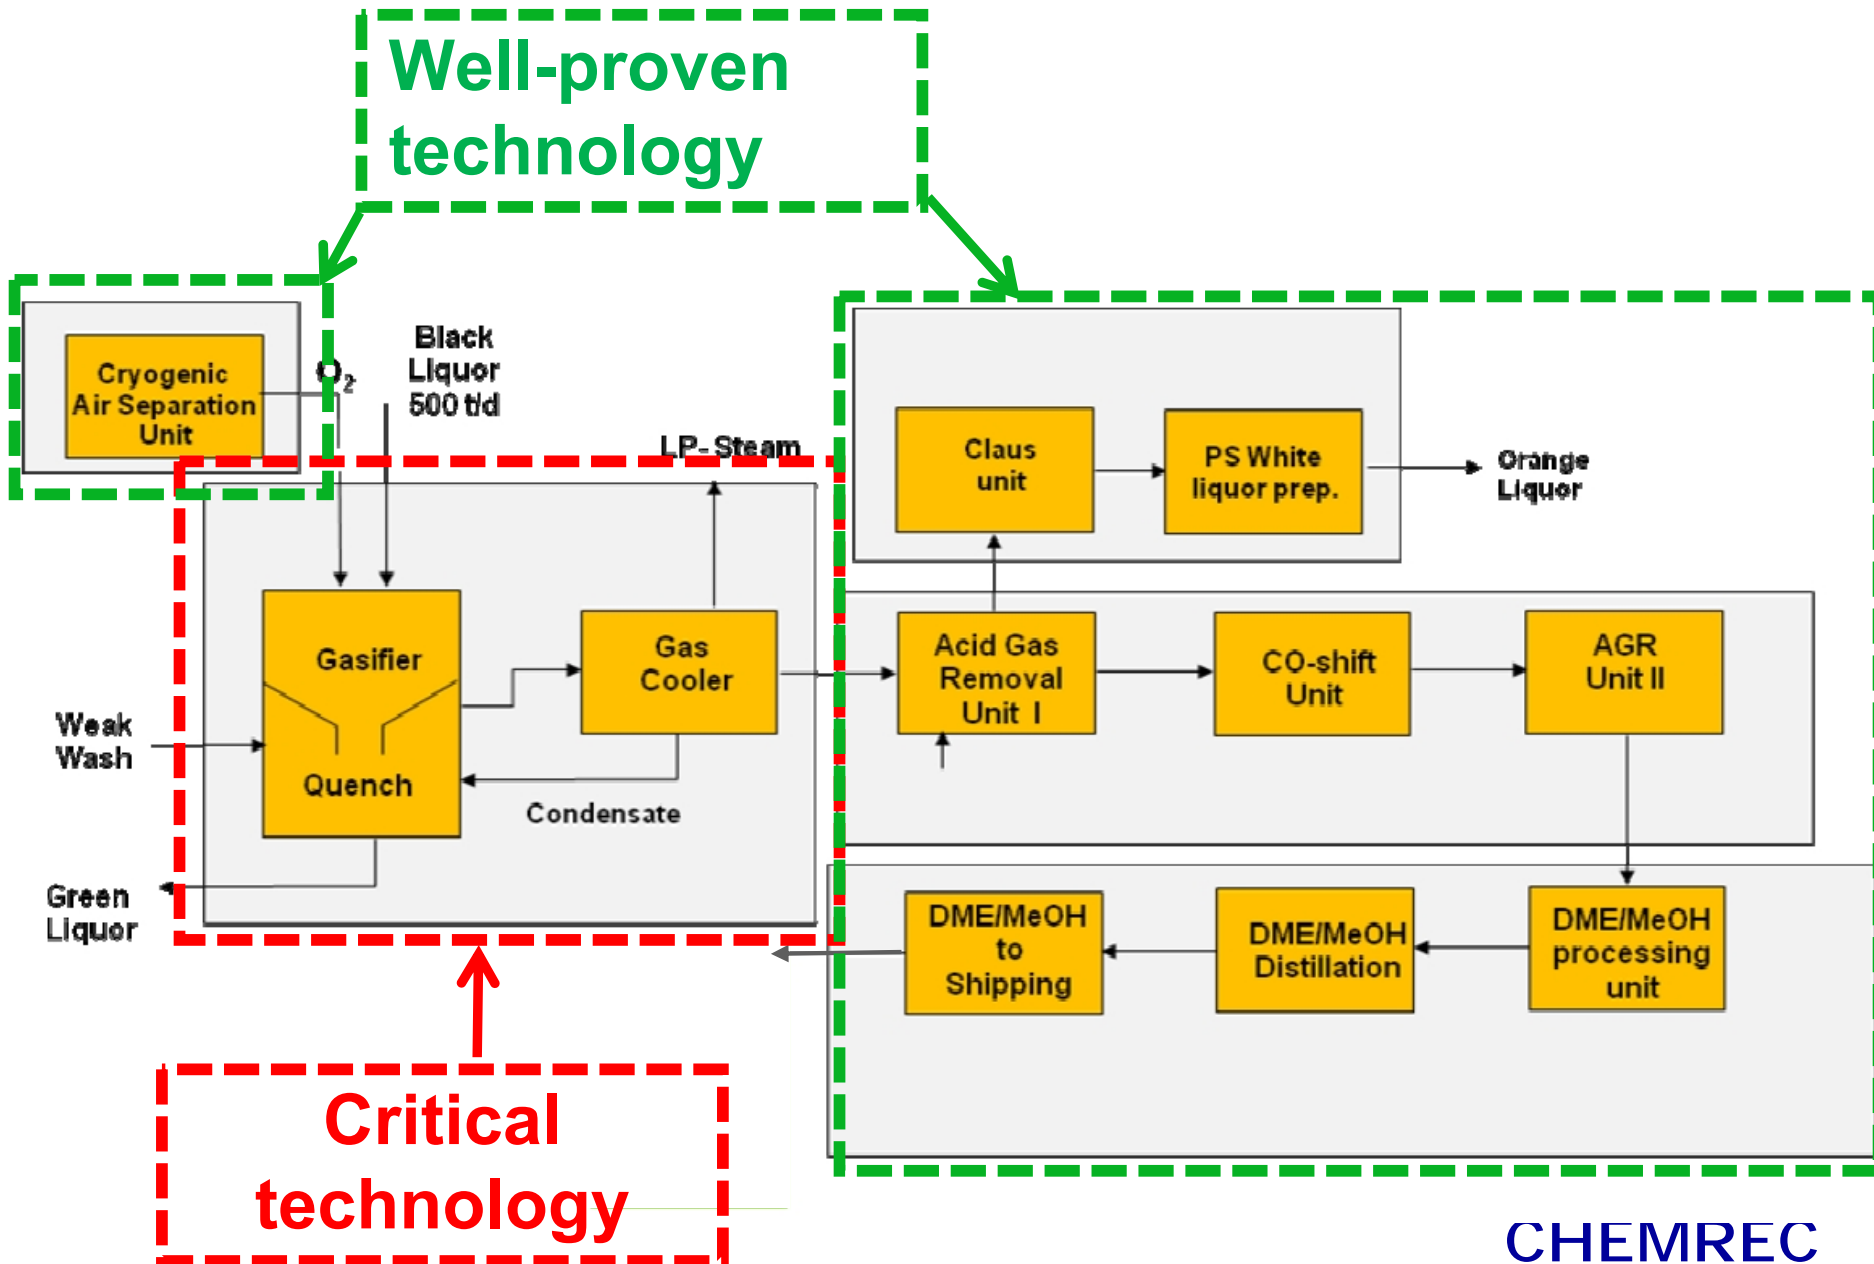 Well-proven
technology
Cryogenic
Air Separation
Unit
O2
Black
Liquor
500 t/d
LP- Steam
Claus
unit
PS White
liquor prep.
Orange
Liquor
Gasifier
Quench
Gas
Cooler
Acid Gas
Removal
Unit I
CO-shift
Unit
AGR
Unit II
Weak
Wash
Condensate
Green
Liquor
DME/MeOH
to
Shipping
DME/MeOH
Distillation
DME/MeOH
processing
unit
Critical
technology
CHEMREC